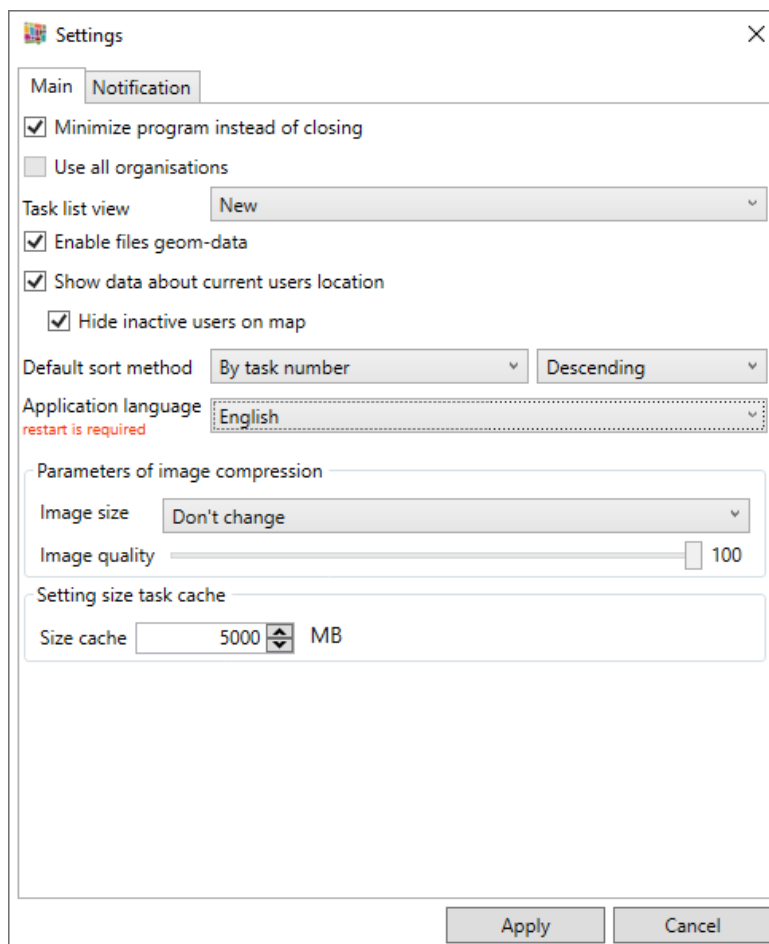 Settings
Main Notification
Minimize program instead of closing
Use all organisations
Task list view New
Enable files geom-data
Show data about current users location
Hide inactive users on map
Default sort method By task number Descending
Application language English
restart is required
Parameters of image compression
Image size Don't change
Image quality 100
Setting size task cache
Size cache 5000 MB
Apply Cancel